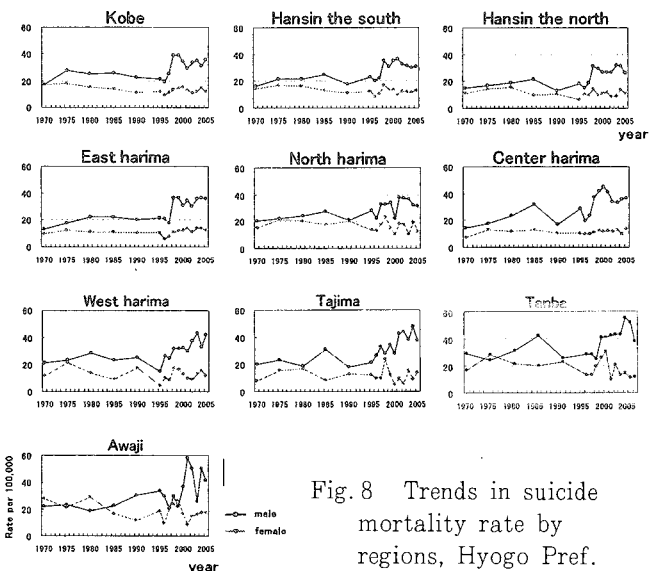 Kobe
60
40
20
0
1970 1975 1980 1985 1990 1995 2000 2005
Hansin the south
60
40
20
0
1970 1975 1980 1985 1990 1995 2000 2005
Hansin the north
60
40
20
0
1970 1975 1980 1985 1990 1995 2000 2005
year
East harima
60
40
20
0
1970 1975 1980 1985 1990 1995 2000 2005
North harima
60
40
20
0
1970 1975 1980 1985 1990 1995 2000 2005
Center harima
60
40
20
0
1970 1975 1980 1985 1990 1995 2000 2005
West harima
60
40
20
0
1970 1975 1980 1985 1990 1995 2000 2005
Tajima
60
40
20
0
1970 1975 1980 1985 1990 1995 2000 2005
Tanba
60
40
20
0
1970 1975 1980 1985 1990 1995 2000 2005
Awaji
Rate per 100,000
60
40
20
0
1970 1975 1980 1985 1990 1995 2000 2005
year
male
female
Fig. 8 Trends in suicide
mortality rate by
regions, Hyogo Pref.